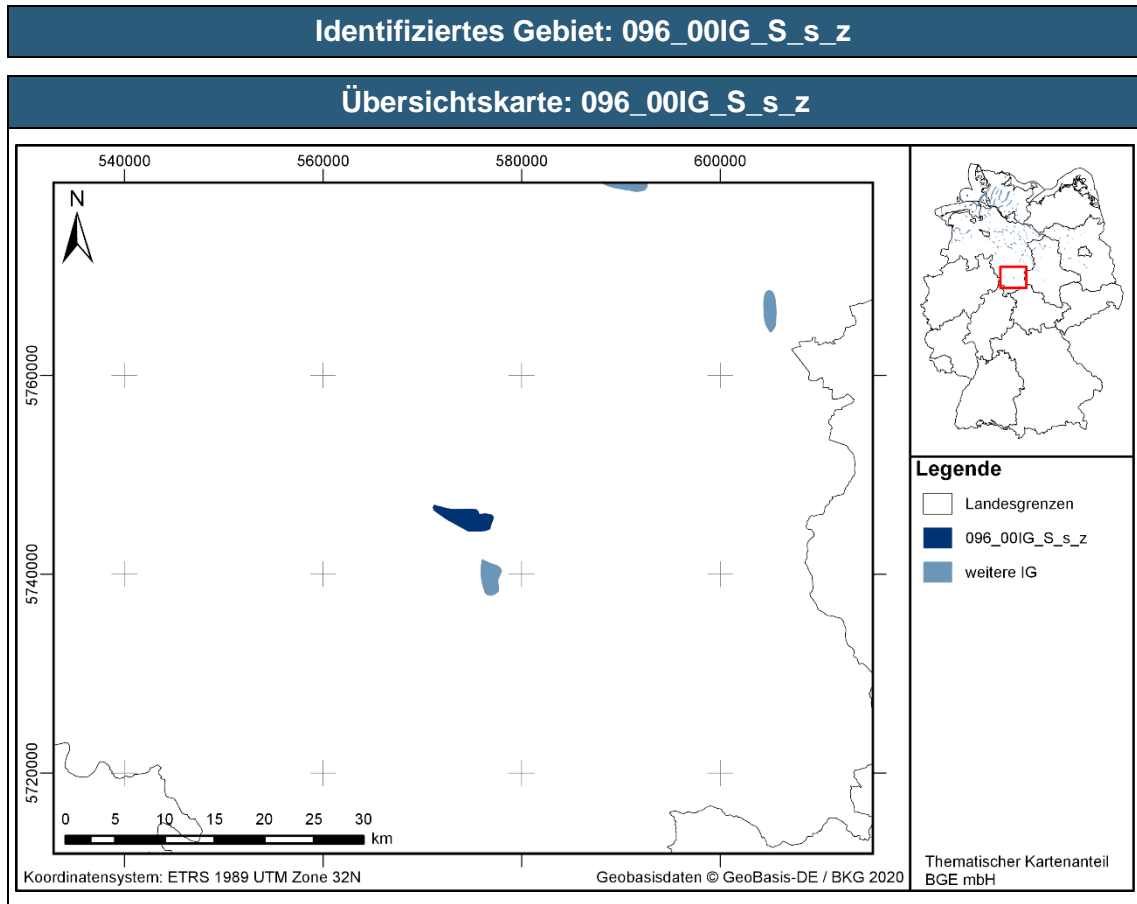 Identifiziertes Gebiet: 096_00IG_S_s_z
Übersichtskarte: 096_00IG_S_s_z
540000 560000 580000 600000
N
5760000
5740000
5720000
0 5 10 15 20 25 30
km
Koordinatensystem: ETRS 1989 UTM Zone 32N
Geobasisdaten © GeoBasis-DE / BKG 2020
Legende
Landesgrenzen
096_00IG_S_s_z
weitere IG
Thematischer Kartenanteil
BGE mbH